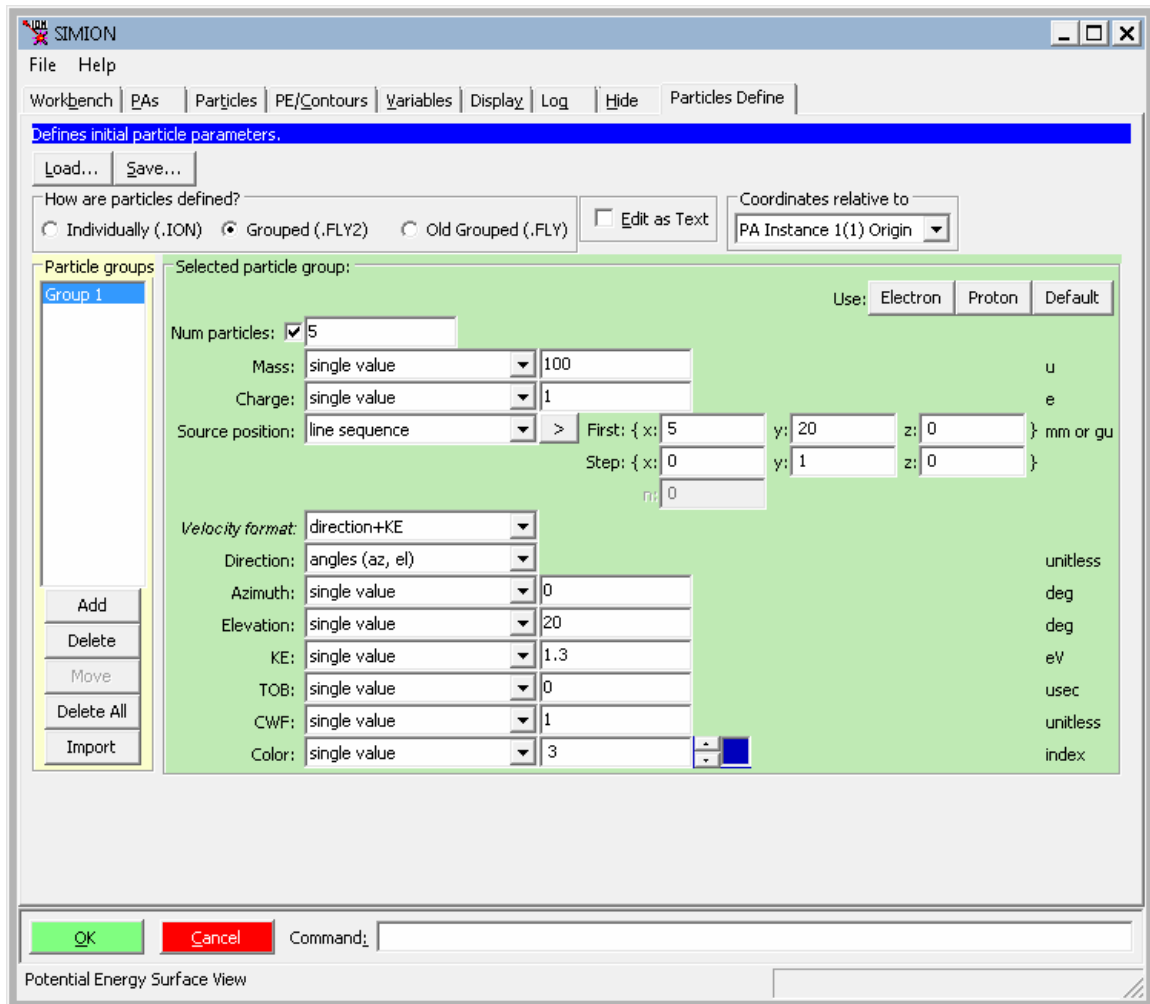 SIMION
File Help
Workbench PAs Particles PE/Contours Variables Display Log Hide Particles Define
Defines initial particle parameters.
Load... Save...
How are particles defined? Coordinates relative to
Individually (.ION) Grouped (.FLY2) Old Grouped (.FLY) Edit as Text PA Instance 1(1) Origin
Particle groups Selected particle group:
Group 1 Use: Electron Proton Default
Num particles: 5
Mass: single value 100 u
Charge: single value 1 e
Source position: line sequence > First: { x: 5 y: 20 z: 0 } mm or gu
Step: { x: 0 y: 1 z: 0 }
n: 0
Velocity format: direction+KE
Direction: angles (az, el) unitless
Azimuth: single value 0 deg
Add
Elevation: single value 20 deg
Delete
KE: single value 1.3 eV
Move
TOB: single value 0 usec
Delete All
CWF: single value 1 unitless
Import
Color: single value 3 index
OK Cancel Command:
Potential Energy Surface View